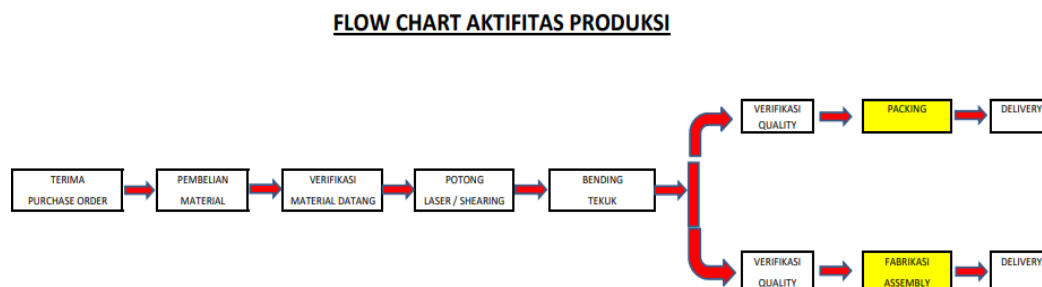 FLOW CHART AKTIFITAS PRODUKSI
TERIMA
PURCHASE ORDER
PEMBELIAN
MATERIAL
VERIFIKASI
MATERIAL DATANG
POTONG
LASER / SHEARING
BENDING
TEKUK
VERIFIKASI
QUALITY
PACKING
DELIVERY
VERIFIKASI
QUALITY
FABRIKASI
ASSEMBLY
DELIVERY